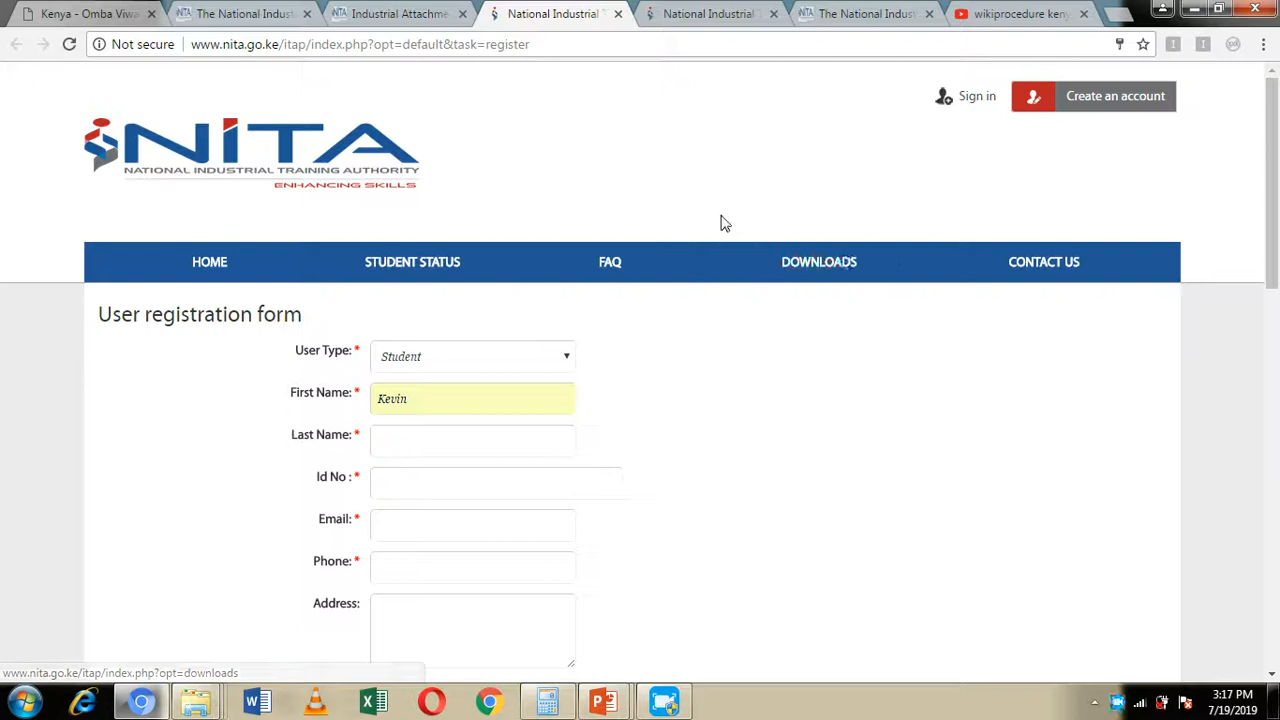 Kenya - Omba Viwa
The National Indust
Industrial Attachme
National Industrial
National Industrial
The National Indust
wikiprocedure keny
Not secure
www.nita.go.ke/itap/index.php?opt=default&task=register
Sign in
Create an account
NITA
NATIONAL INDUSTRIAL TRAINING AUTHORITY
ENHANCING SKILLS
HOME
STUDENT STATUS
FAQ
DOWNLOADS
CONTACT US
User registration form
User Type: *
Student
First Name: *
Kevin
Last Name: *
Id No : *
Email: *
Phone: *
Address:
www.nita.go.ke/itap/index.php?opt=downloads
3:17 PM
7/19/2019